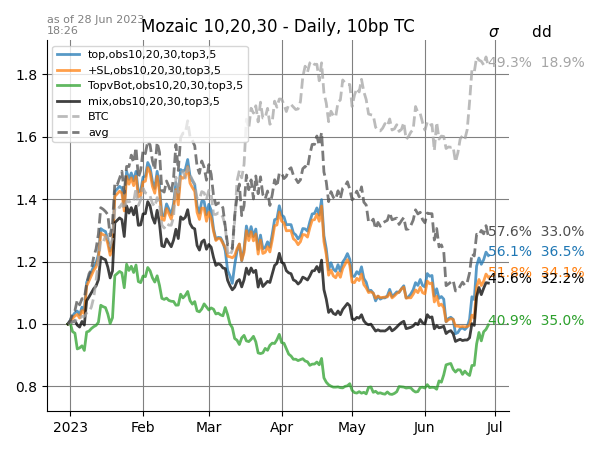 as of 28 Jun 2023
18:26
Mozaic 10,20,30 - Daily, 10bp TC
σ dd
top,obs10,20,30,top3,5
+SL,obs10,20,30,top3,5
TopvBot,obs10,20,30,top3,5
mix,obs10,20,30,top3,5
BTC
avg
49.3% 18.9%
57.6% 33.0%
56.1% 36.5%
51.8% 34.1%
45.6% 32.2%
40.9% 35.0%
1.8
1.6
1.4
1.2
1.0
0.8
2023 Feb Mar Apr May Jun Jul